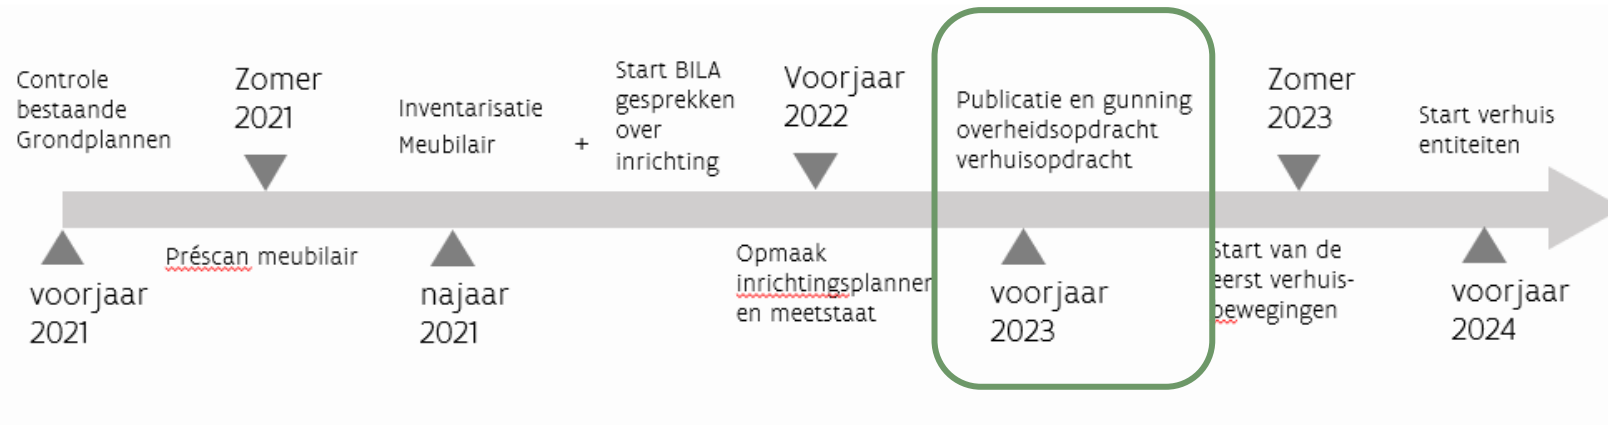 Controle
bestaande
Grondplannen
voorjaar
2021
Zomer
2021
Préscan meubilair
Inventarisatie
Meubilair
+
Start BILA
gesprekken
over
inrichting
najaar
2021
Voorjaar
2022
Opmaak
inrichtingsplannen
en meetstaat
Publicatie en gunning
overheidsopdracht
verhuisopdracht
voorjaar
2023
Zomer
2023
Start van de
eerst verhuis-
bewegingen
Start verhuis
entiteiten
voorjaar
2024